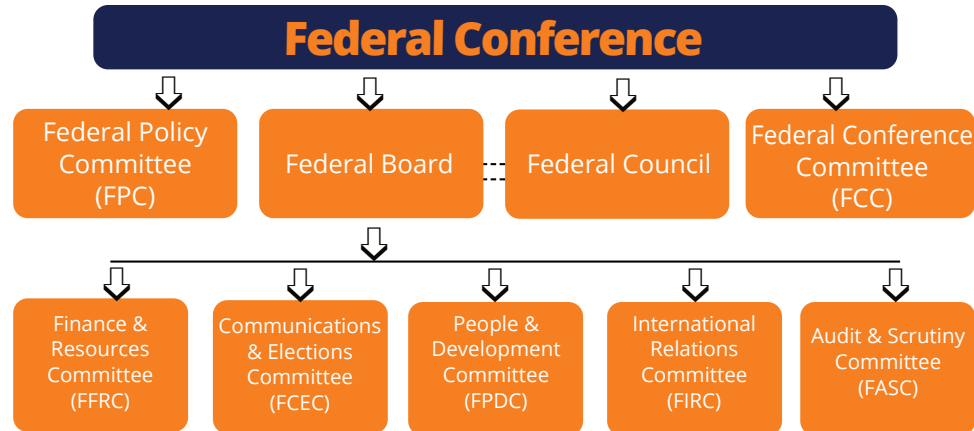 Federal Conference
Federal Policy
Committee
(FPC)
Federal Board
Federal Council
Federal Conference
Committee
(FCC)
Finance &
Resources
Committee
(FFRC)
Communications
& Elections
Committee
(FCEC)
People &
Development
Committee
(FPDC)
International
Relations
Committee
(FIRC)
Audit & Scrutiny
Committee
(FASC)